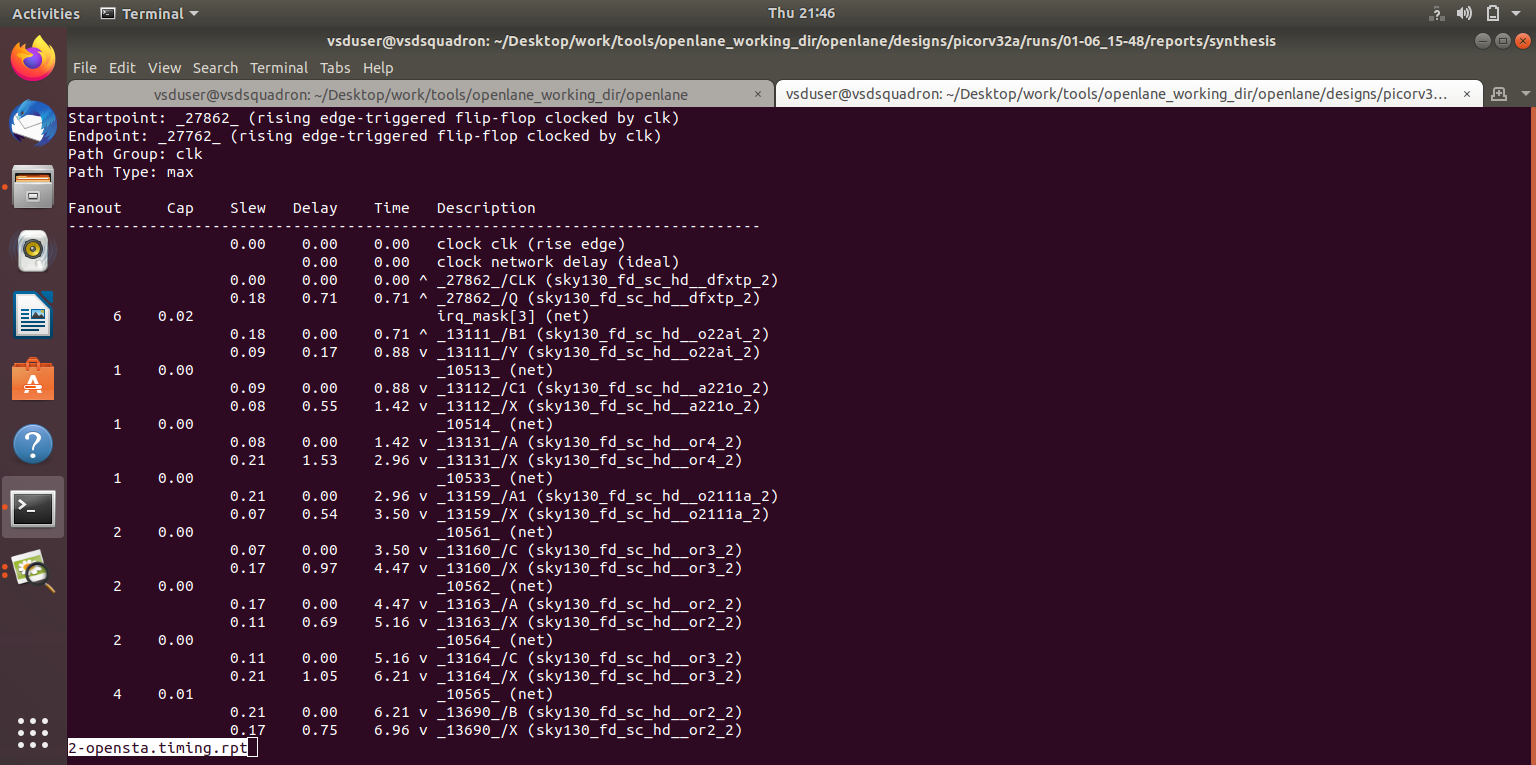 Activities Terminal Thu 21:46
vsduser@vsdsquadron: ~/Desktop/work/tools/openlane_working_dir/openlane/designs/picorv32a/runs/01-06_15-48/reports/synthesis
File Edit View Search Terminal Tabs Help
vsduser@vsdsquadron: ~/Desktop/work/tools/openlane_working_dir/openlane × vsduser@vsdsquadron: ~/Desktop/work/tools/openlane_working_dir/openlane/designs/picorv3... ×
Startpoint: _27862_ (rising edge-triggered flip-flop clocked by clk)
Endpoint: _27762_ (rising edge-triggered flip-flop clocked by clk)
Path Group: clk
Path Type: max
Fanout     Cap    Slew   Delay    Time   Description
-----------------------------------------------------------------------------
                  0.00    0.00    0.00   clock clk (rise edge)
                          0.00    0.00   clock network delay (ideal)
                  0.00    0.00    0.00 ^ _27862_/CLK (sky130_fd_sc_hd__dfxtp_2)
                  0.18    0.71    0.71 ^ _27862_/Q (sky130_fd_sc_hd__dfxtp_2)
     6    0.02                           irq_mask[3] (net)
                  0.18    0.00    0.71 ^ _13111_/B1 (sky130_fd_sc_hd__o22ai_2)
                  0.09    0.17    0.88 v _13111_/Y (sky130_fd_sc_hd__o22ai_2)
     1    0.00                           _10513_ (net)
                  0.09    0.00    0.88 v _13112_/C1 (sky130_fd_sc_hd__a221o_2)
                  0.08    0.55    1.42 v _13112_/X (sky130_fd_sc_hd__a221o_2)
     1    0.00                           _10514_ (net)
                  0.08    0.00    1.42 v _13131_/A (sky130_fd_sc_hd__or4_2)
                  0.21    1.53    2.96 v _13131_/X (sky130_fd_sc_hd__or4_2)
     1    0.00                           _10533_ (net)
                  0.21    0.00    2.96 v _13159_/A1 (sky130_fd_sc_hd__o2111a_2)
                  0.07    0.54    3.50 v _13159_/X (sky130_fd_sc_hd__o2111a_2)
     2    0.00                           _10561_ (net)
                  0.07    0.00    3.50 v _13160_/C (sky130_fd_sc_hd__or3_2)
                  0.17    0.97    4.47 v _13160_/X (sky130_fd_sc_hd__or3_2)
     2    0.00                           _10562_ (net)
                  0.17    0.00    4.47 v _13163_/A (sky130_fd_sc_hd__or2_2)
                  0.11    0.69    5.16 v _13163_/X (sky130_fd_sc_hd__or2_2)
     2    0.00                           _10564_ (net)
                  0.11    0.00    5.16 v _13164_/C (sky130_fd_sc_hd__or3_2)
                  0.21    1.05    6.21 v _13164_/X (sky130_fd_sc_hd__or3_2)
     4    0.01                           _10565_ (net)
                  0.21    0.00    6.21 v _13690_/B (sky130_fd_sc_hd__or2_2)
                  0.17    0.75    6.96 v _13690_/X (sky130_fd_sc_hd__or2_2)
2-opensta.timing.rpt